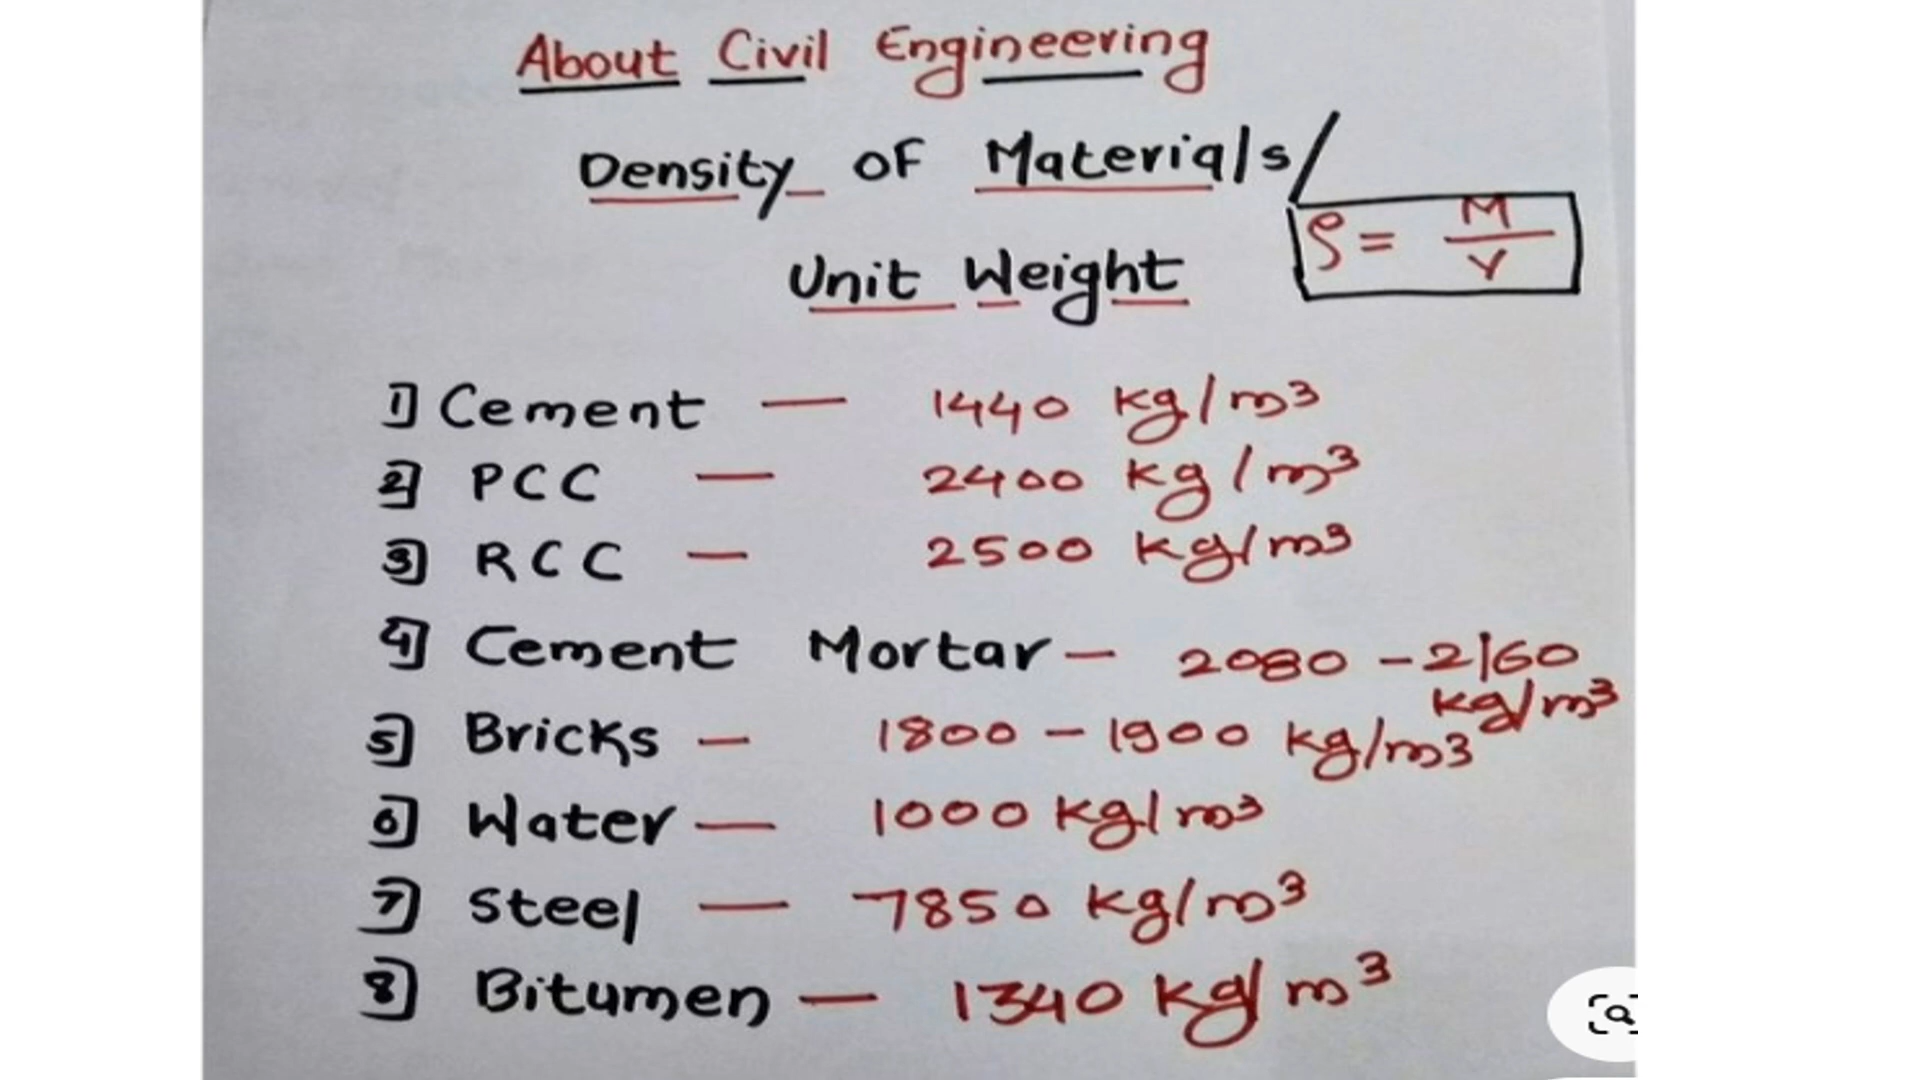 About Civil Engineering
Density of Materials/
ρ = M/V
Unit Weight
1] Cement — 1440 kg/m³
2] PCC — 2400 kg/m³
3] RCC — 2500 kg/m³
4] Cement Mortar — 2080 - 2160
kg/m³
5] Bricks — 1800 - 1900 kg/m3
6] Water — 1000 kg/m³
7] Steel — 7850 kg/m³
8] Bitumen — 1340 kg/m³